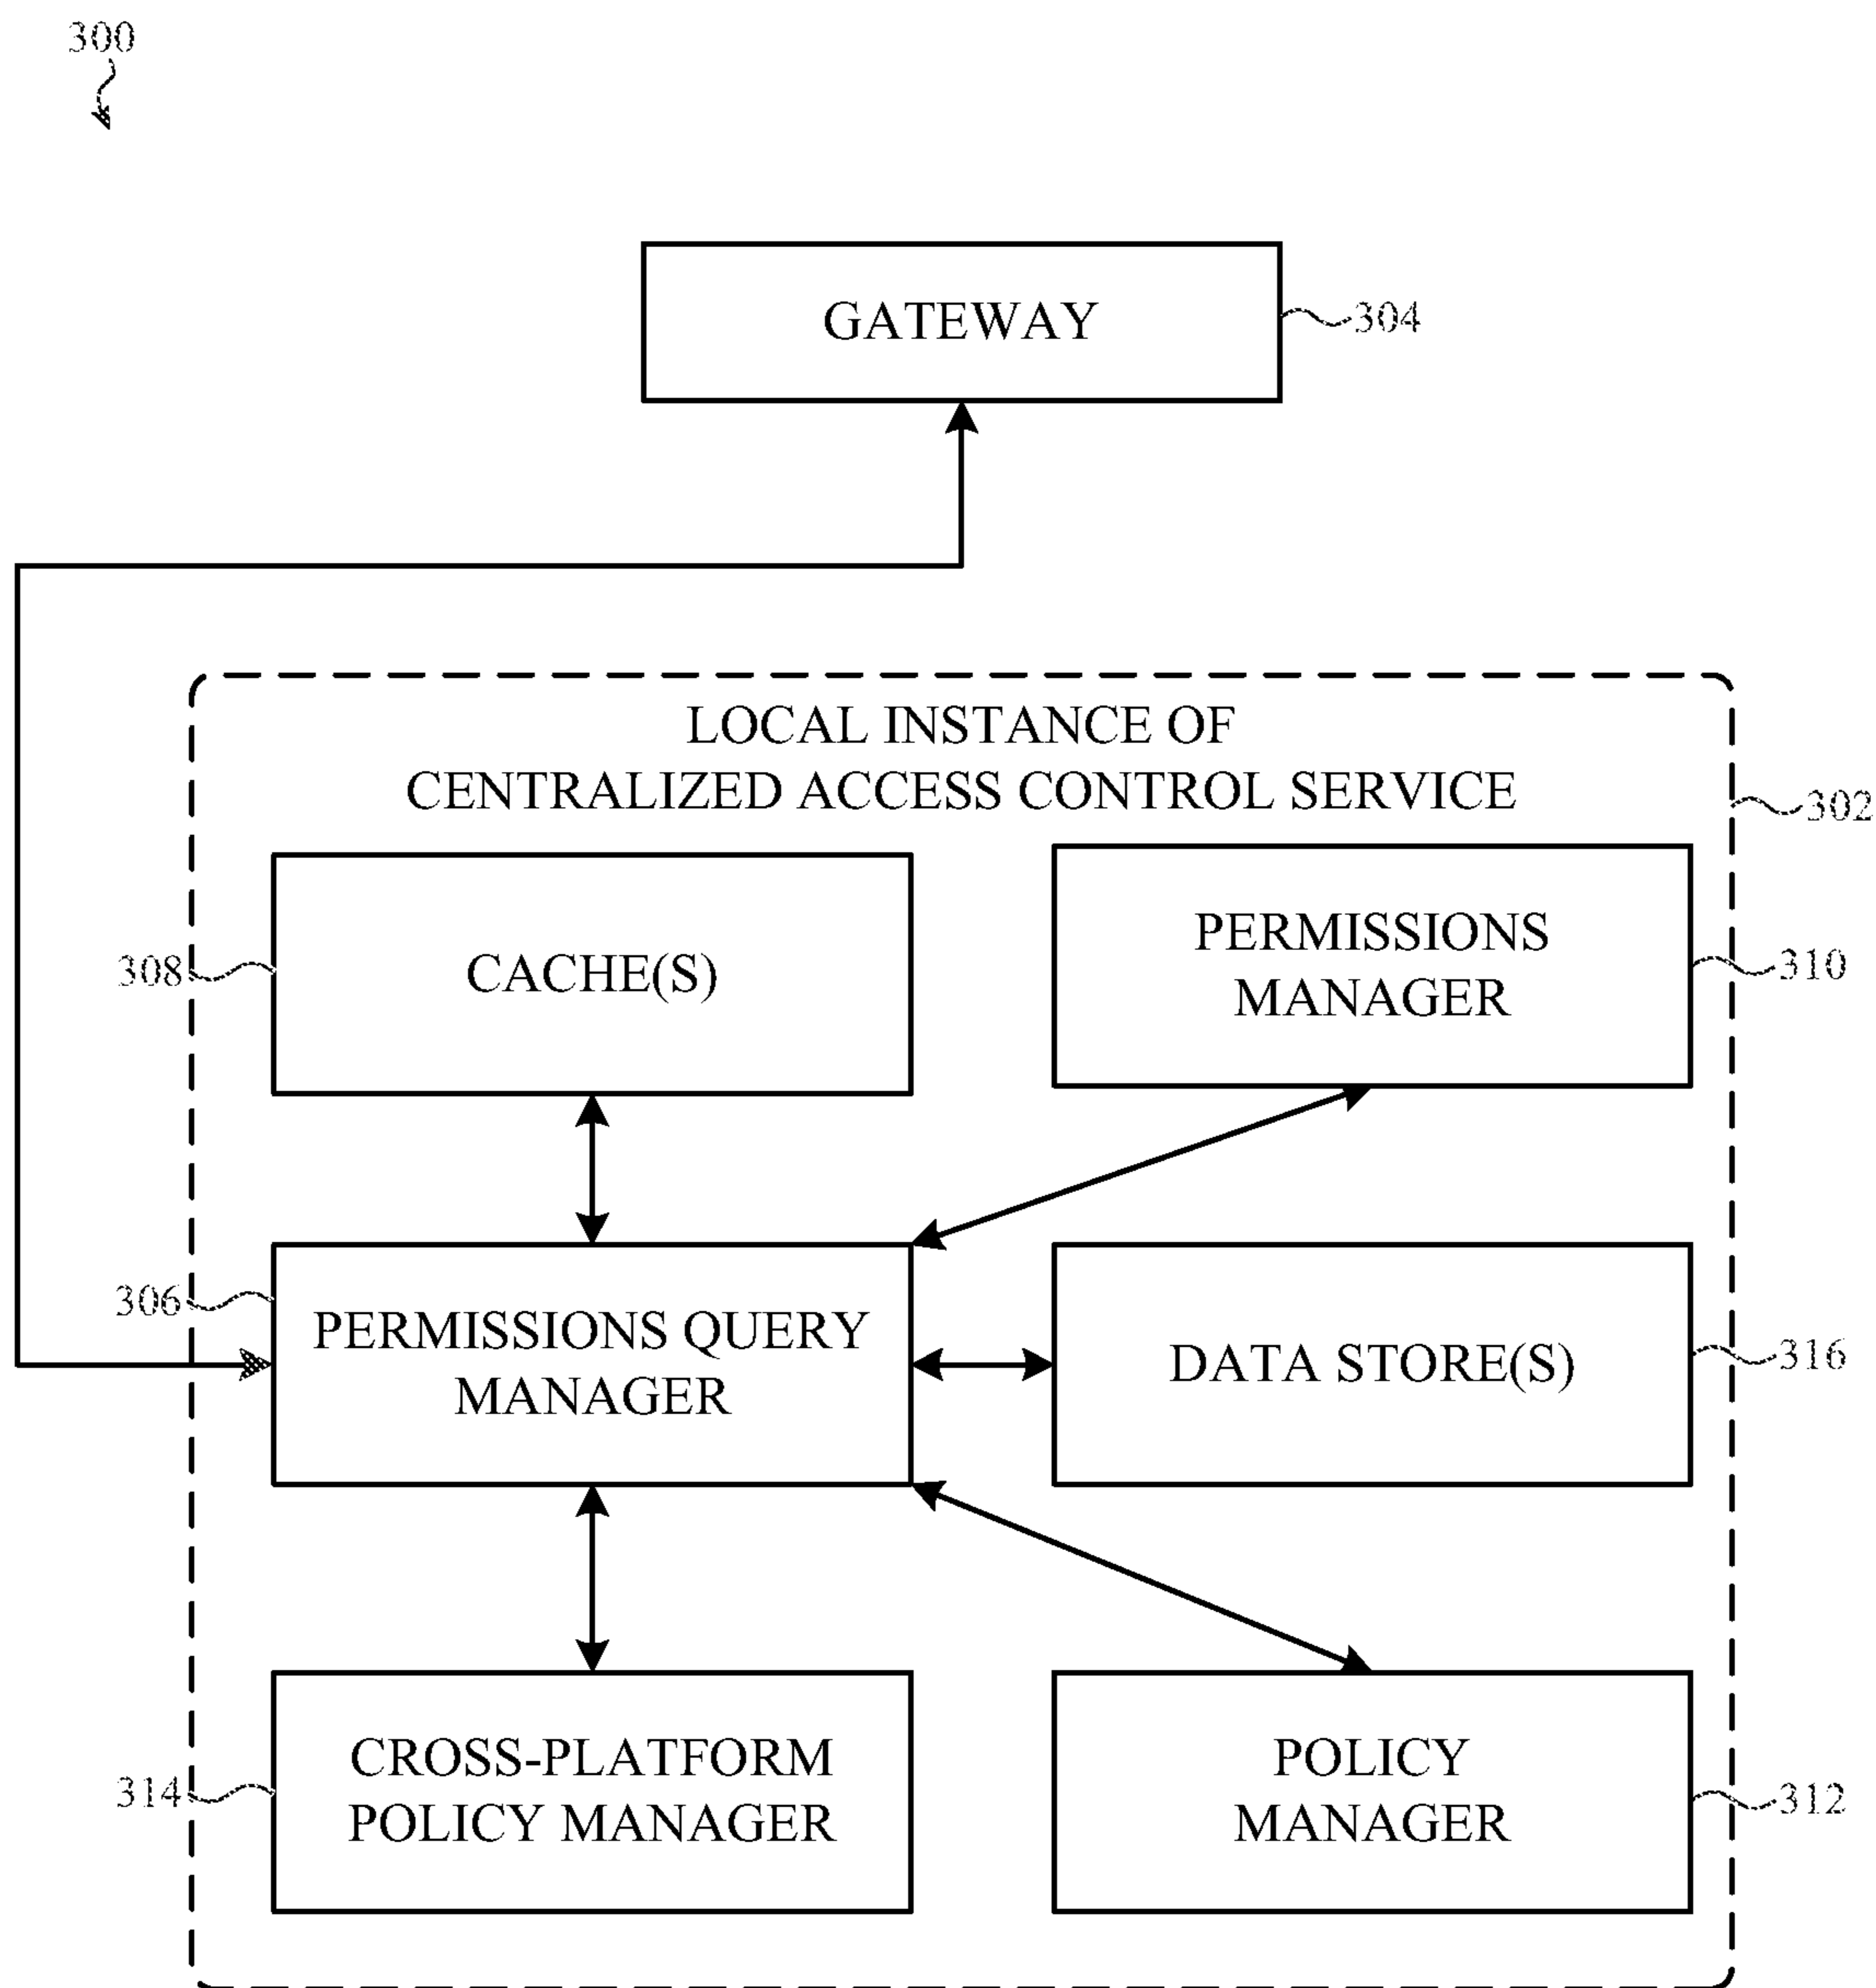 300
GATEWAY
304
LOCAL INSTANCE OF
CENTRALIZED ACCESS CONTROL SERVICE
302
308
CACHE(S)
PERMISSIONS
MANAGER
310
306
PERMISSIONS QUERY
MANAGER
DATA STORE(S)
316
314
CROSS-PLATFORM
POLICY MANAGER
POLICY
MANAGER
312